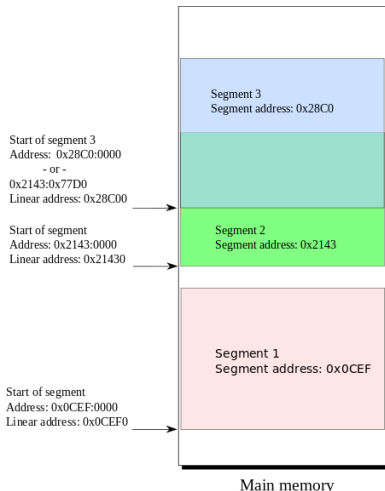 Segment 3
Segment address: 0x28C0
Start of segment 3
Address:  0x28C0:0000
- or -
0x2143:0x77D0
Linear address: 0x28C00
Start of segment
Address: 0x2143:0000
Linear address: 0x21430
Segment 2
Segment address: 0x2143
Segment 1
Segment address: 0x0CEF
Start of segment
Address: 0x0CEF:0000
Linear address: 0x0CEF0
Main memory